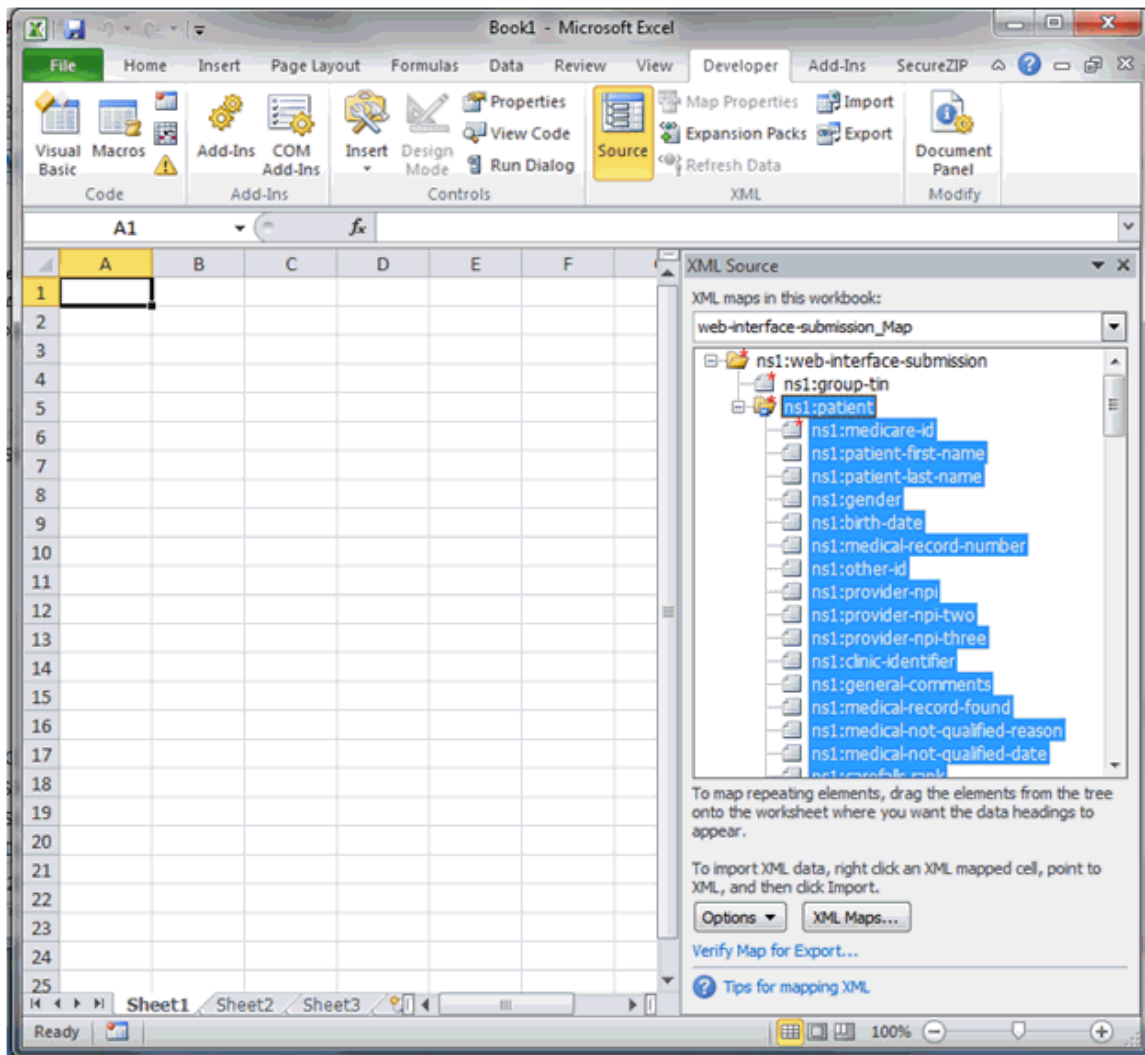 Book1 - Microsoft Excel
File Home Insert Page Layout Formulas Data Review View Developer Add-Ins SecureZIP
Visual Basic
Macros
Code
Add-Ins
COM Add-Ins
Add-Ins
Insert
Design Mode
Properties
View Code
Run Dialog
Controls
Source
Map Properties
Expansion Packs
Refresh Data
Import
Export
XML
Document Panel
Modify
A1 fx
A B C D E F
1
2
3
4
5
6
7
8
9
10
11
12
13
14
15
16
17
18
19
20
21
22
23
24
25
XML Source
XML maps in this workbook:
web-interface-submission_Map
ns1:web-interface-submission
ns1:group-tin
ns1:patient
ns1:medicare-id
ns1:patient-first-name
ns1:patient-last-name
ns1:gender
ns1:birth-date
ns1:medical-record-number
ns1:other-id
ns1:provider-npi
ns1:provider-npi-two
ns1:provider-npi-three
ns1:clinic-identifier
ns1:general-comments
ns1:medical-record-found
ns1:medical-not-qualified-reason
ns1:medical-not-qualified-date
To map repeating elements, drag the elements from the tree
onto the worksheet where you want the data headings to
appear.
To import XML data, right click an XML mapped cell, point to
XML, and then click Import.
Options XML Maps...
Verify Map for Export...
Tips for mapping XML
Sheet1 Sheet2 Sheet3
Ready 100%